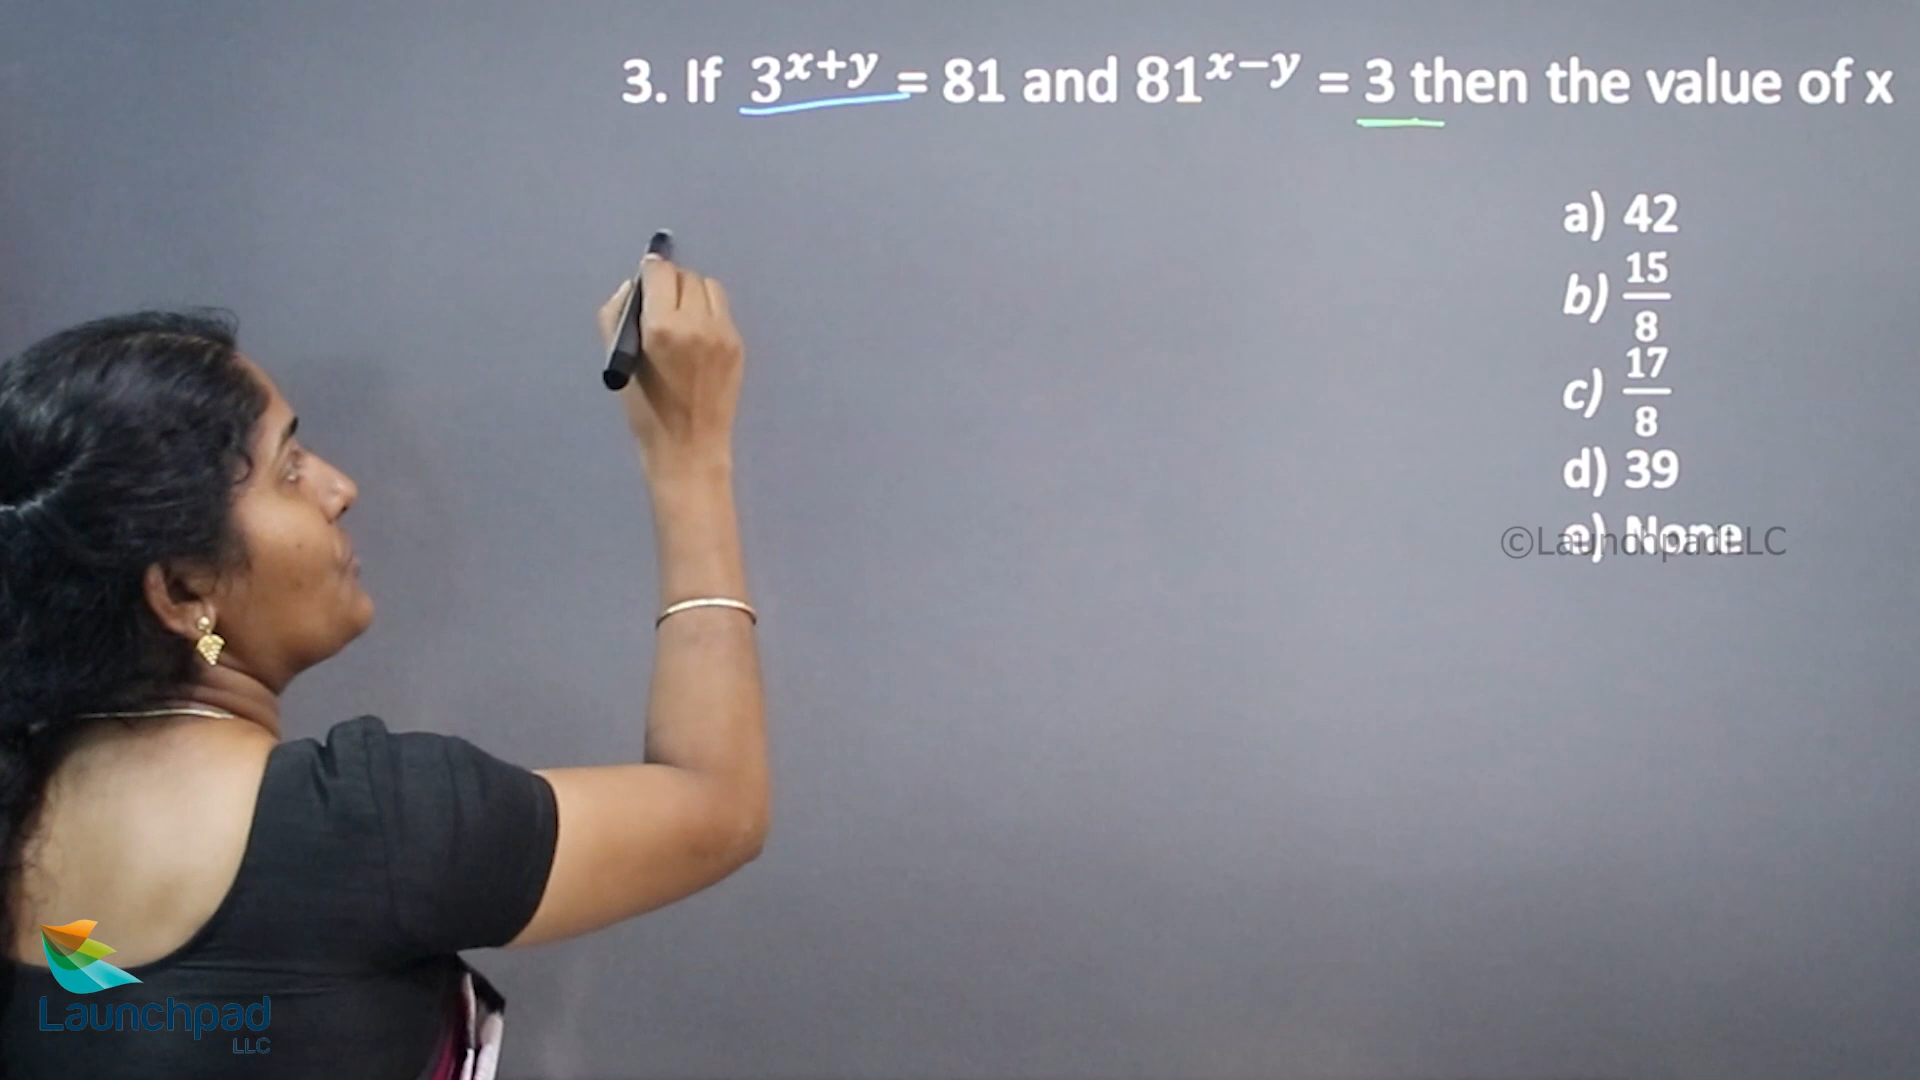 3. If 3^{x+y} = 81 and 81^{x−y} = 3 then the value of x
a) 42
b) 15/8
c) 17/8
d) 39
e) None
©LaunchpadLLC
Launchpad
LLC